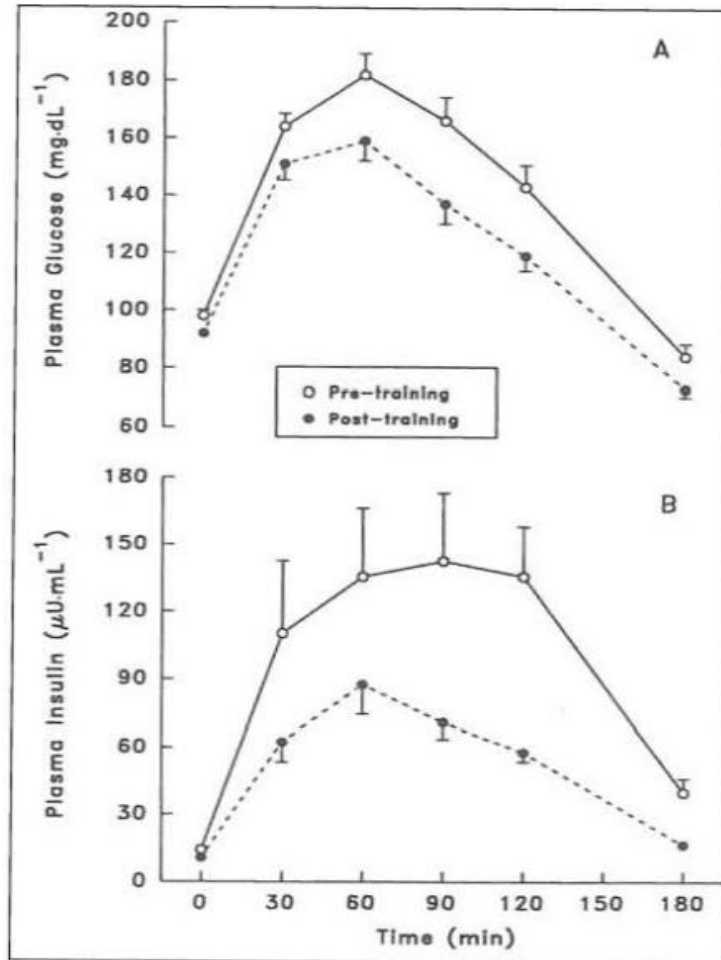 A
Plasma Glucose (mg·dL⁻¹)
200
180
160
140
120
100
80
60
Pre-training
Post-training
B
Plasma Insulin (μU·mL⁻¹)
180
150
120
90
60
30
0
0 30 60 90 120 180
Time (min)